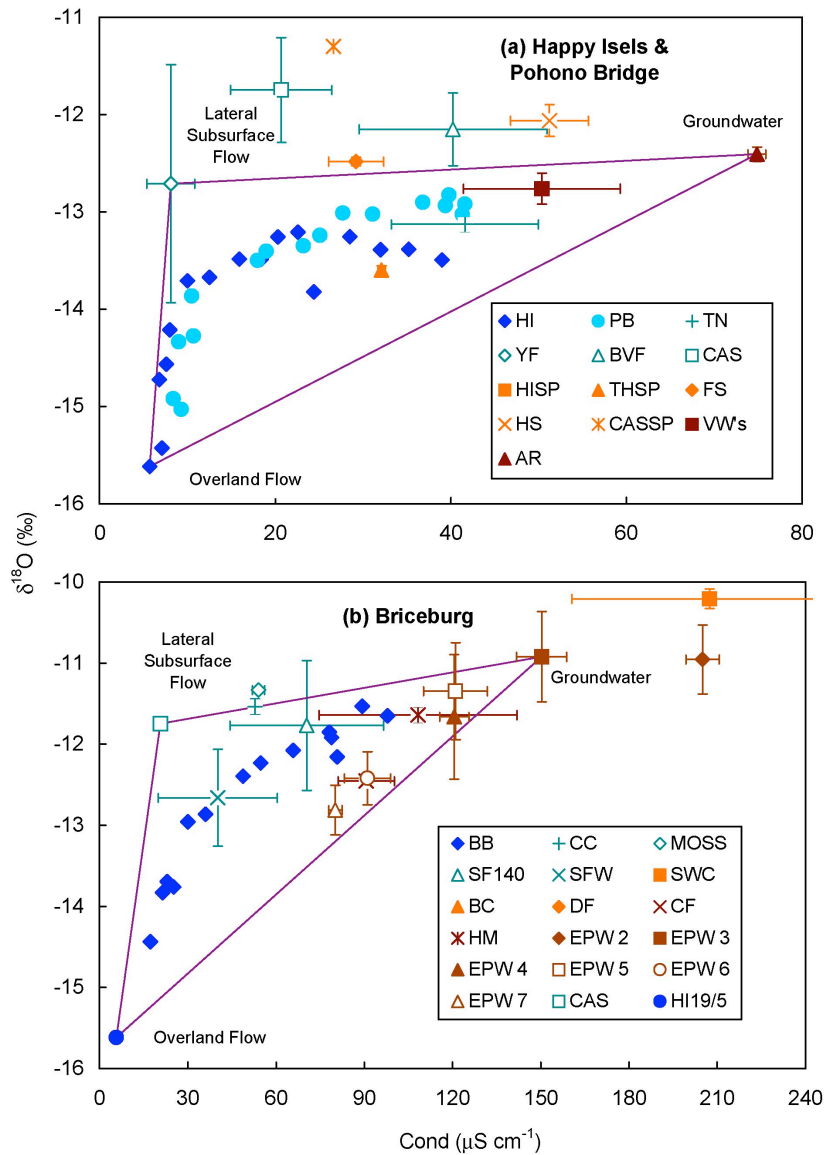 -11
(a) Happy Isels &
Pohono Bridge
-12
Lateral
Subsurface
Flow
Groundwater
-13
-14
HI PB TN
YF BVF CAS
HISP THSP FS
-15
HS CASSP VW's
AR
Overland Flow
-16
0 20 40 60 80
δ18O (‰)
-10
(b) Briceburg
Lateral
Subsurface
Flow
-11
Groundwater
-12
-13
BB CC MOSS
SF140 SFW SWC
-14
BC DF CF
HM EPW 2 EPW 3
EPW 4 EPW 5 EPW 6
-15
EPW 7 CAS HI19/5
Overland Flow
-16
0 30 60 90 120 150 180 210 240
Cond (μS cm-1)